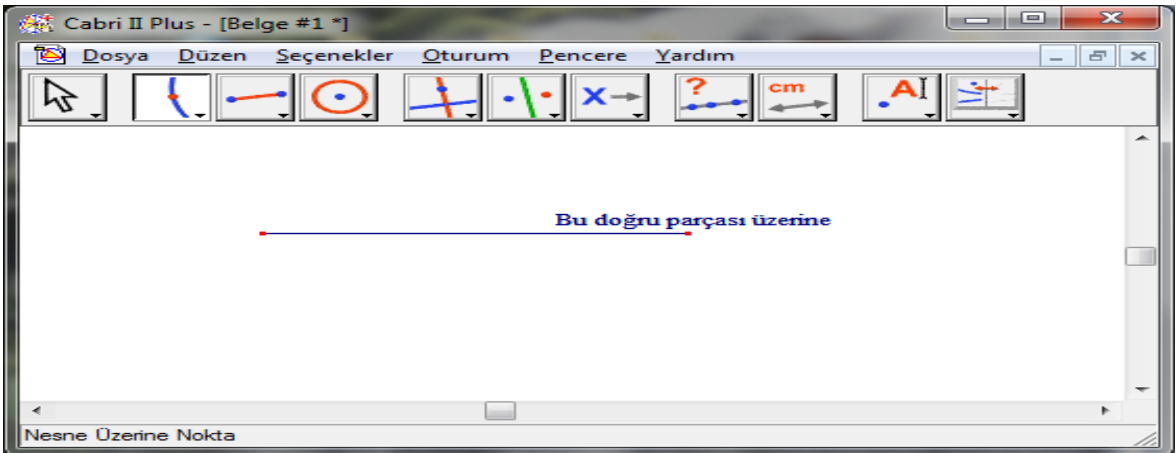 Cabri II Plus - [Belge #1 *]
Dosya Düzen Seçenekler Oturum Pencere Yardım
X ? cm A
Bu doğru parçası üzerine
Nesne Üzerine Nokta